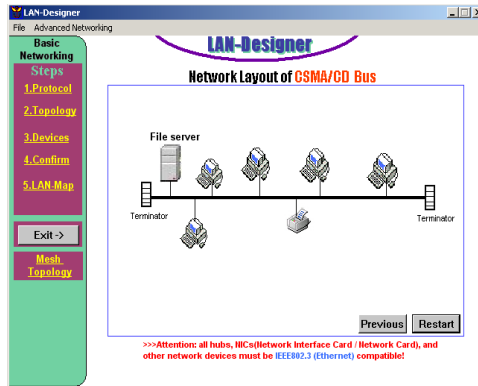 LAN-Designer
File Advanced Networking
Basic
Networking
Steps
1.Protocol
2.Topology
3.Devices
4.Confirm
5.LAN-Map
Exit ->
Mesh
Topology
LAN-Designer
Network Layout of CSMA/CD Bus
File server
Terminator
Terminator
Previous Restart
>>>Attention: all hubs, NICs(Network Interface Card / Network Card), and
other network devices must be IEEE802.3 (Ethernet) compatible!